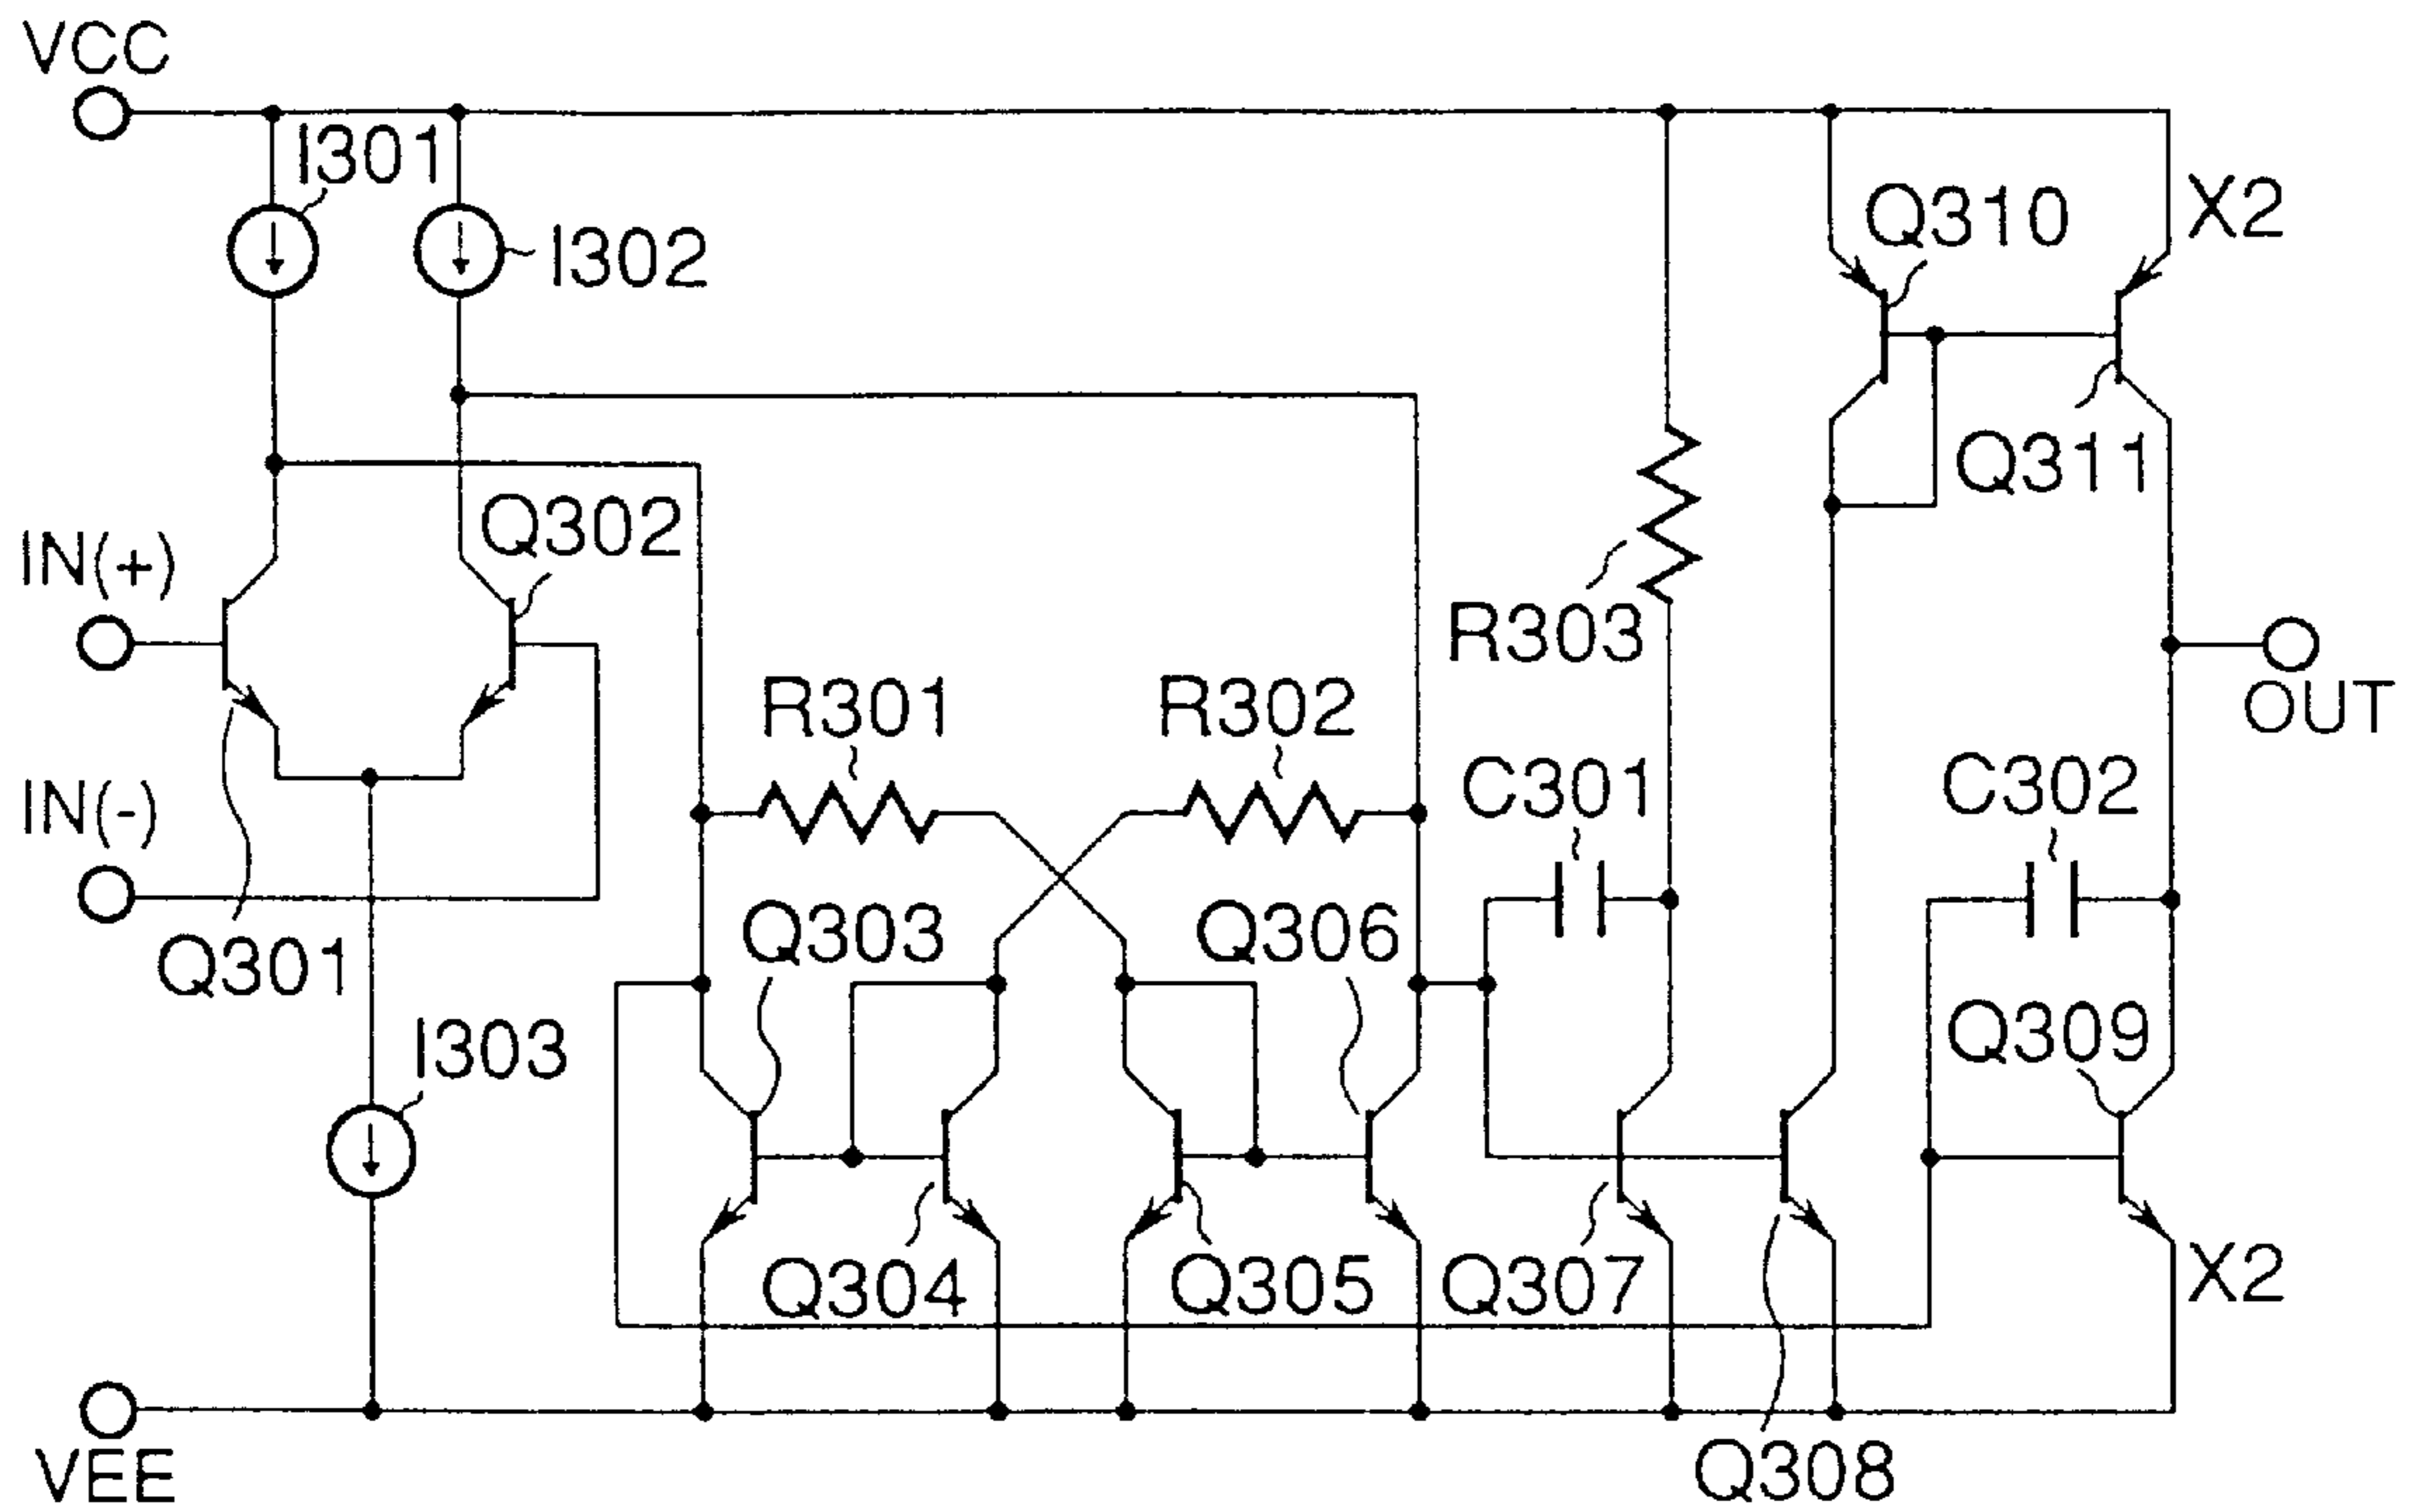 VCC
I301
I302
Q310
X2
Q311
IN(+)
Q302
R303
R301
R302
OUT
C301
C302
IN(-)
Q303
Q306
Q301
I303
Q309
Q304
Q305
Q307
X2
VEE
Q308